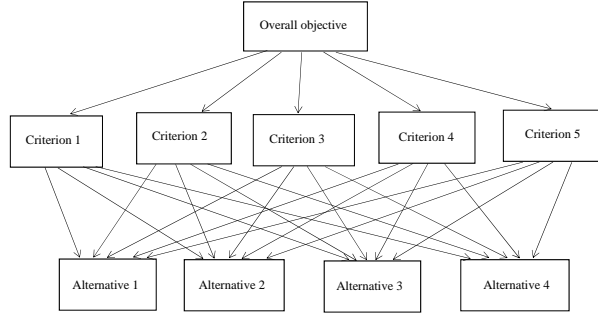 Overall objective
Criterion 1
Criterion 2
Criterion 3
Criterion 4
Criterion 5
Alternative 1
Alternative 2
Alternative 3
Alternative 4